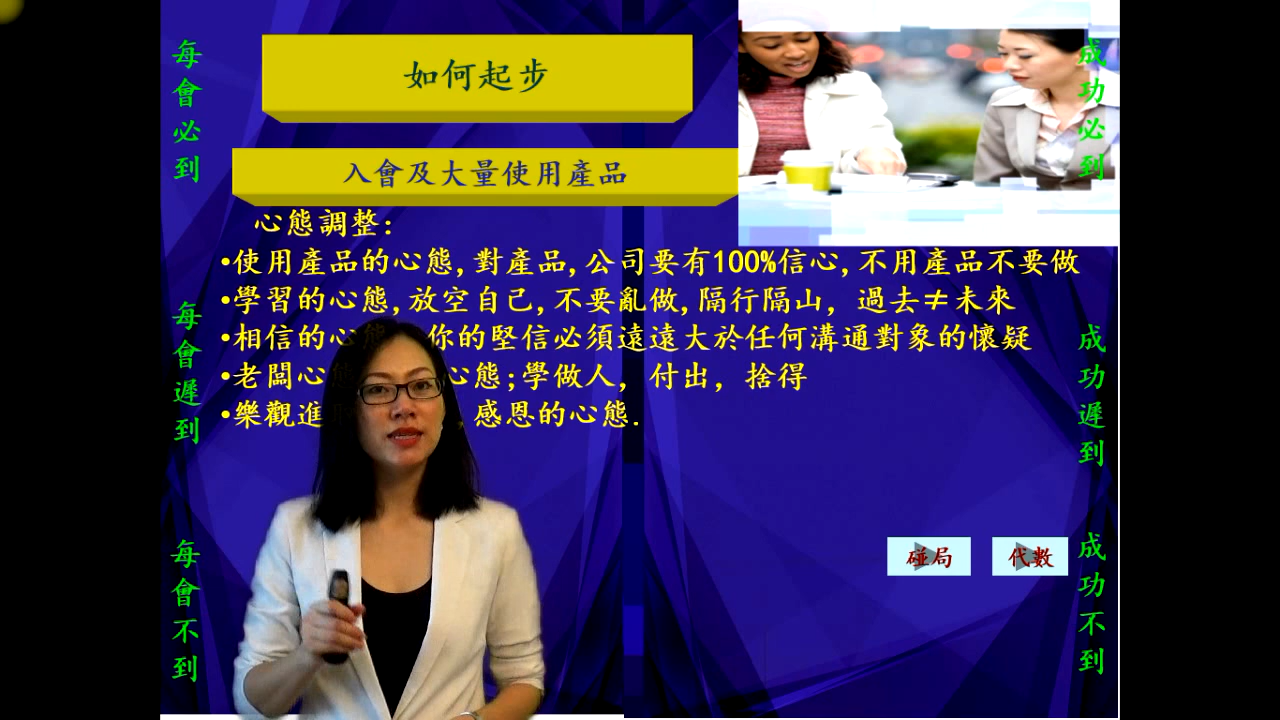 如何起步
入會及大量使用產品
心態調整:
•使用產品的心態,對產品,公司要有100%信心,不用產品不要做
•學習的心態,放空自己,不要亂做,隔行隔山, 過去≠未來
•相信的心態 你的堅信必須遠遠大於任何溝通對象的懷疑
•老闆心 心態;學做人, 付出, 捨得
•樂觀進 感恩的心態.
每會必到
每會遲到
每會不到
成功必到
成功遲到
成功不到
碰局
代數